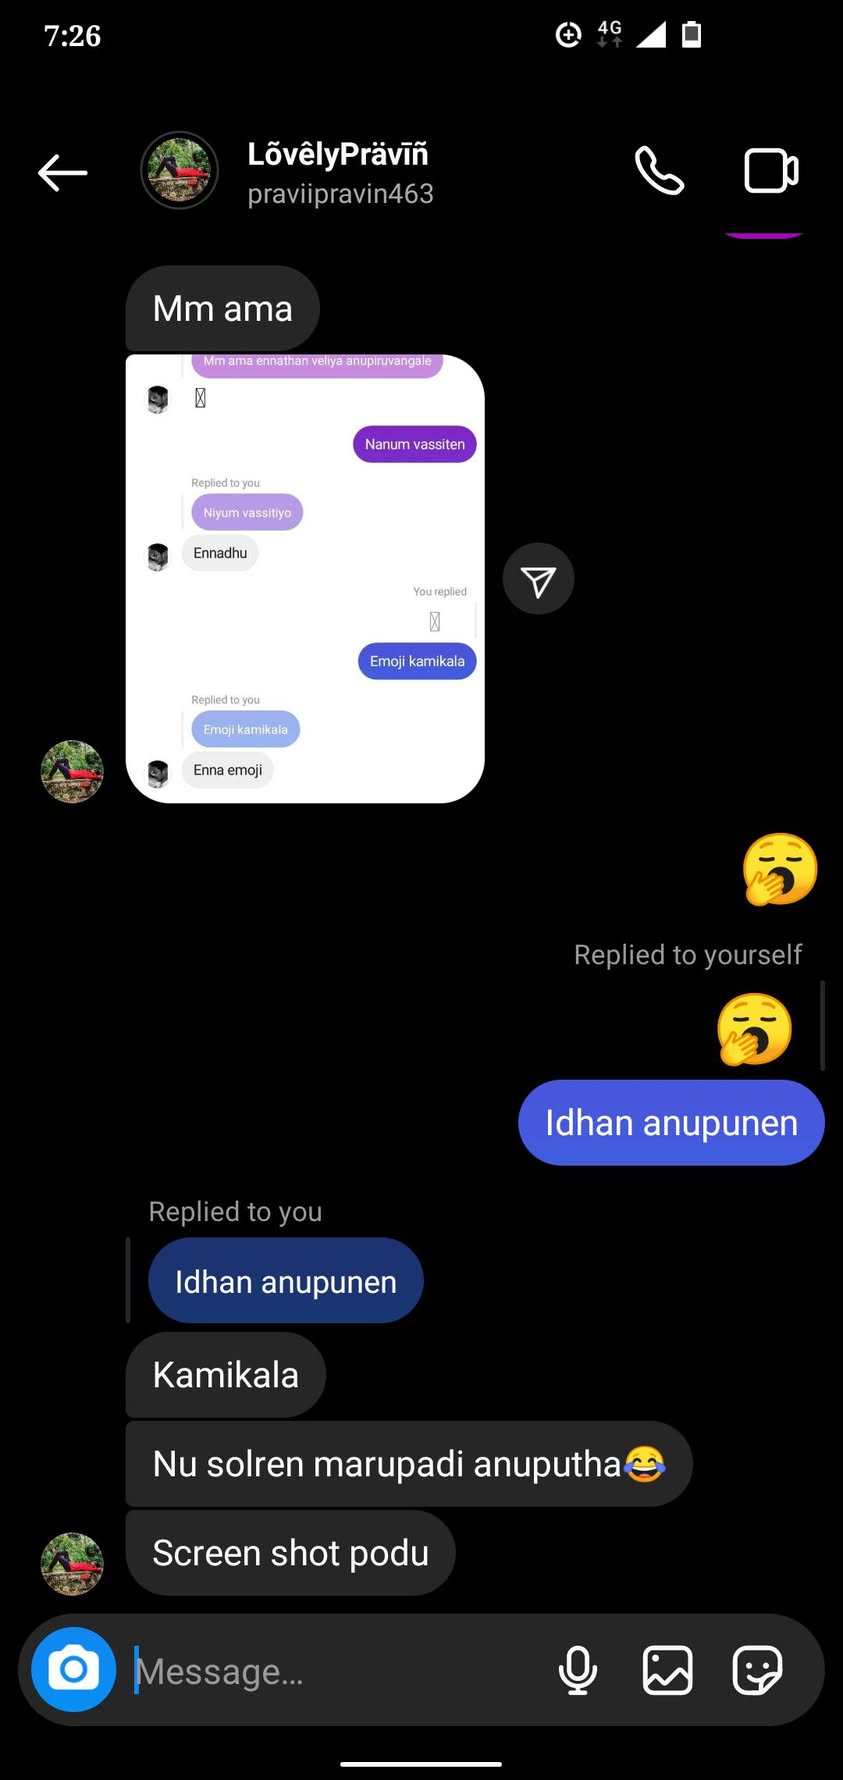 7:26
4G
LõvêlyPrävīñ
praviipravin463
Mm ama
Mm ama ennathan veliya anupiruvangale
Nanum vassiten
Replied to you
Niyum vassitiyo
Ennadhu
You replied
Emoji kamikala
Replied to you
Emoji kamikala
Enna emoji
🥱
Replied to yourself
🥱
Idhan anupunen
Replied to you
Idhan anupunen
Kamikala
Nu solren marupadi anuputha😂
Screen shot podu
Message…